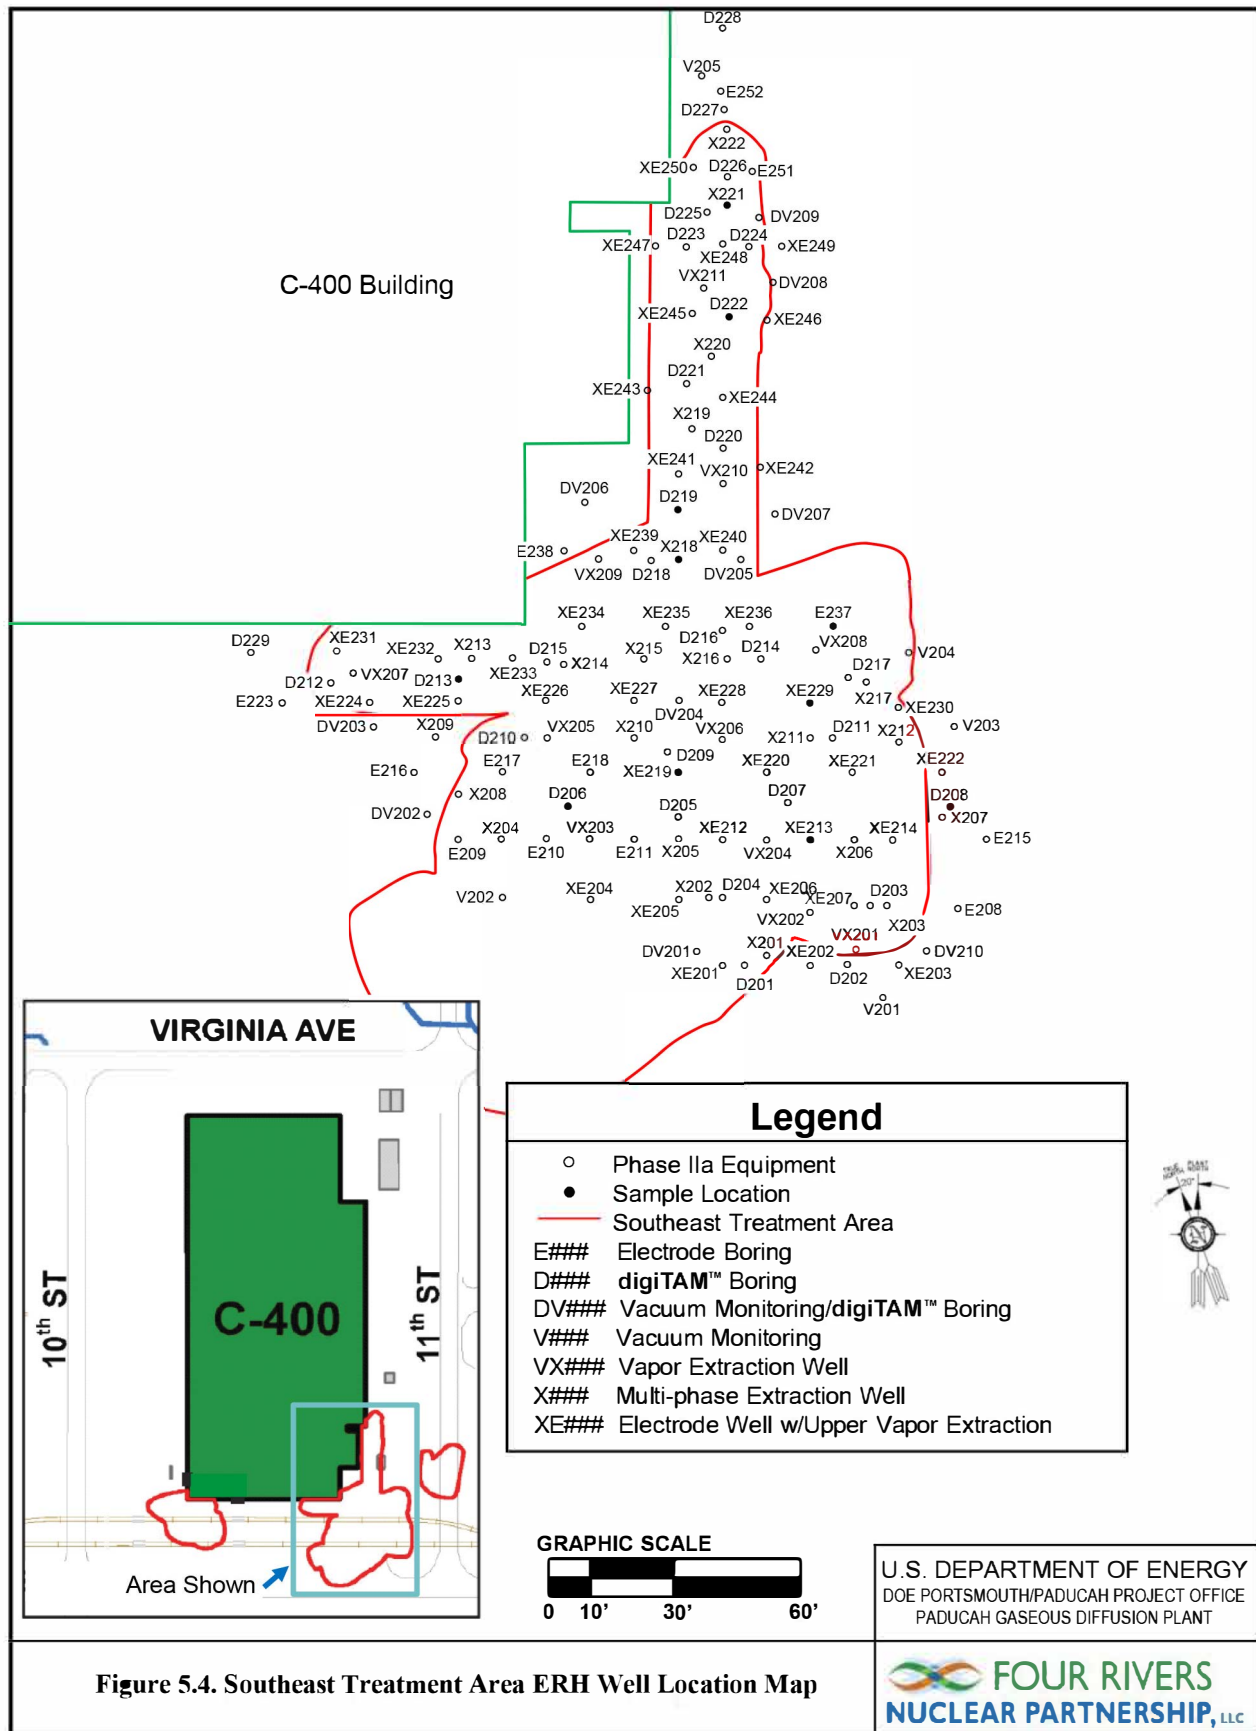 D228
V205
E252
D227
X222
XE250 D226 E251
X221
D225 DV209
XE247 D223 D224 XE249
XE248
VX211 DV208
C-400 Building
D222
XE245 XE246
X220
D221
XE243 XE244
X219
D220
XE241 VX210 XE242
DV206 D219 DV207
XE239 X218 XE240
E238
VX209 D218 DV205
XE234 XE235 XE236 E237
D229 XE231 XE232 X213 D215 D216 VX208 V204
XE233 X214 X215 X216 D214
D212 VX207 D213 D217
E223 XE224 XE225 XE226 XE227 XE228 XE229 X217 XE230
DV204
DV203 X209 D210 VX205 X210 VX206 X211 D211 X212 V203
D209
E216 E217 E218 XE219 XE220 XE221 XE222
X208 D206 D207 D208
DV202 D205 X207
X204 VX203 XE212 XE213 XE214 E215
E209 E210 E211 X205 VX204 X206
V202 XE204 X202 D204 XE206 D203
XE205 XE207 E208
VX202 X203
VX201
VX201
DV201 X201 XE202 DV210
XE201 D201 D202 XE203
V201
VIRGINIA AVE
10th ST
C-400
11th ST
Area Shown
Legend
Phase IIa Equipment
Sample Location
Southeast Treatment Area
E### Electrode Boring
D### digiTAM™ Boring
DV### Vacuum Monitoring/digiTAM™ Boring
V### Vacuum Monitoring
VX### Vapor Extraction Well
X### Multi-phase Extraction Well
XE### Electrode Well w/Upper Vapor Extraction
TRUE NORTH
PLANT NORTH
20°
N
GRAPHIC SCALE
0 10' 30' 60'
U.S. DEPARTMENT OF ENERGY
DOE PORTSMOUTH/PADUCAH PROJECT OFFICE
PADUCAH GASEOUS DIFFUSION PLANT
Figure 5.4. Southeast Treatment Area ERH Well Location Map
FOUR RIVERS
NUCLEAR PARTNERSHIP, LLC